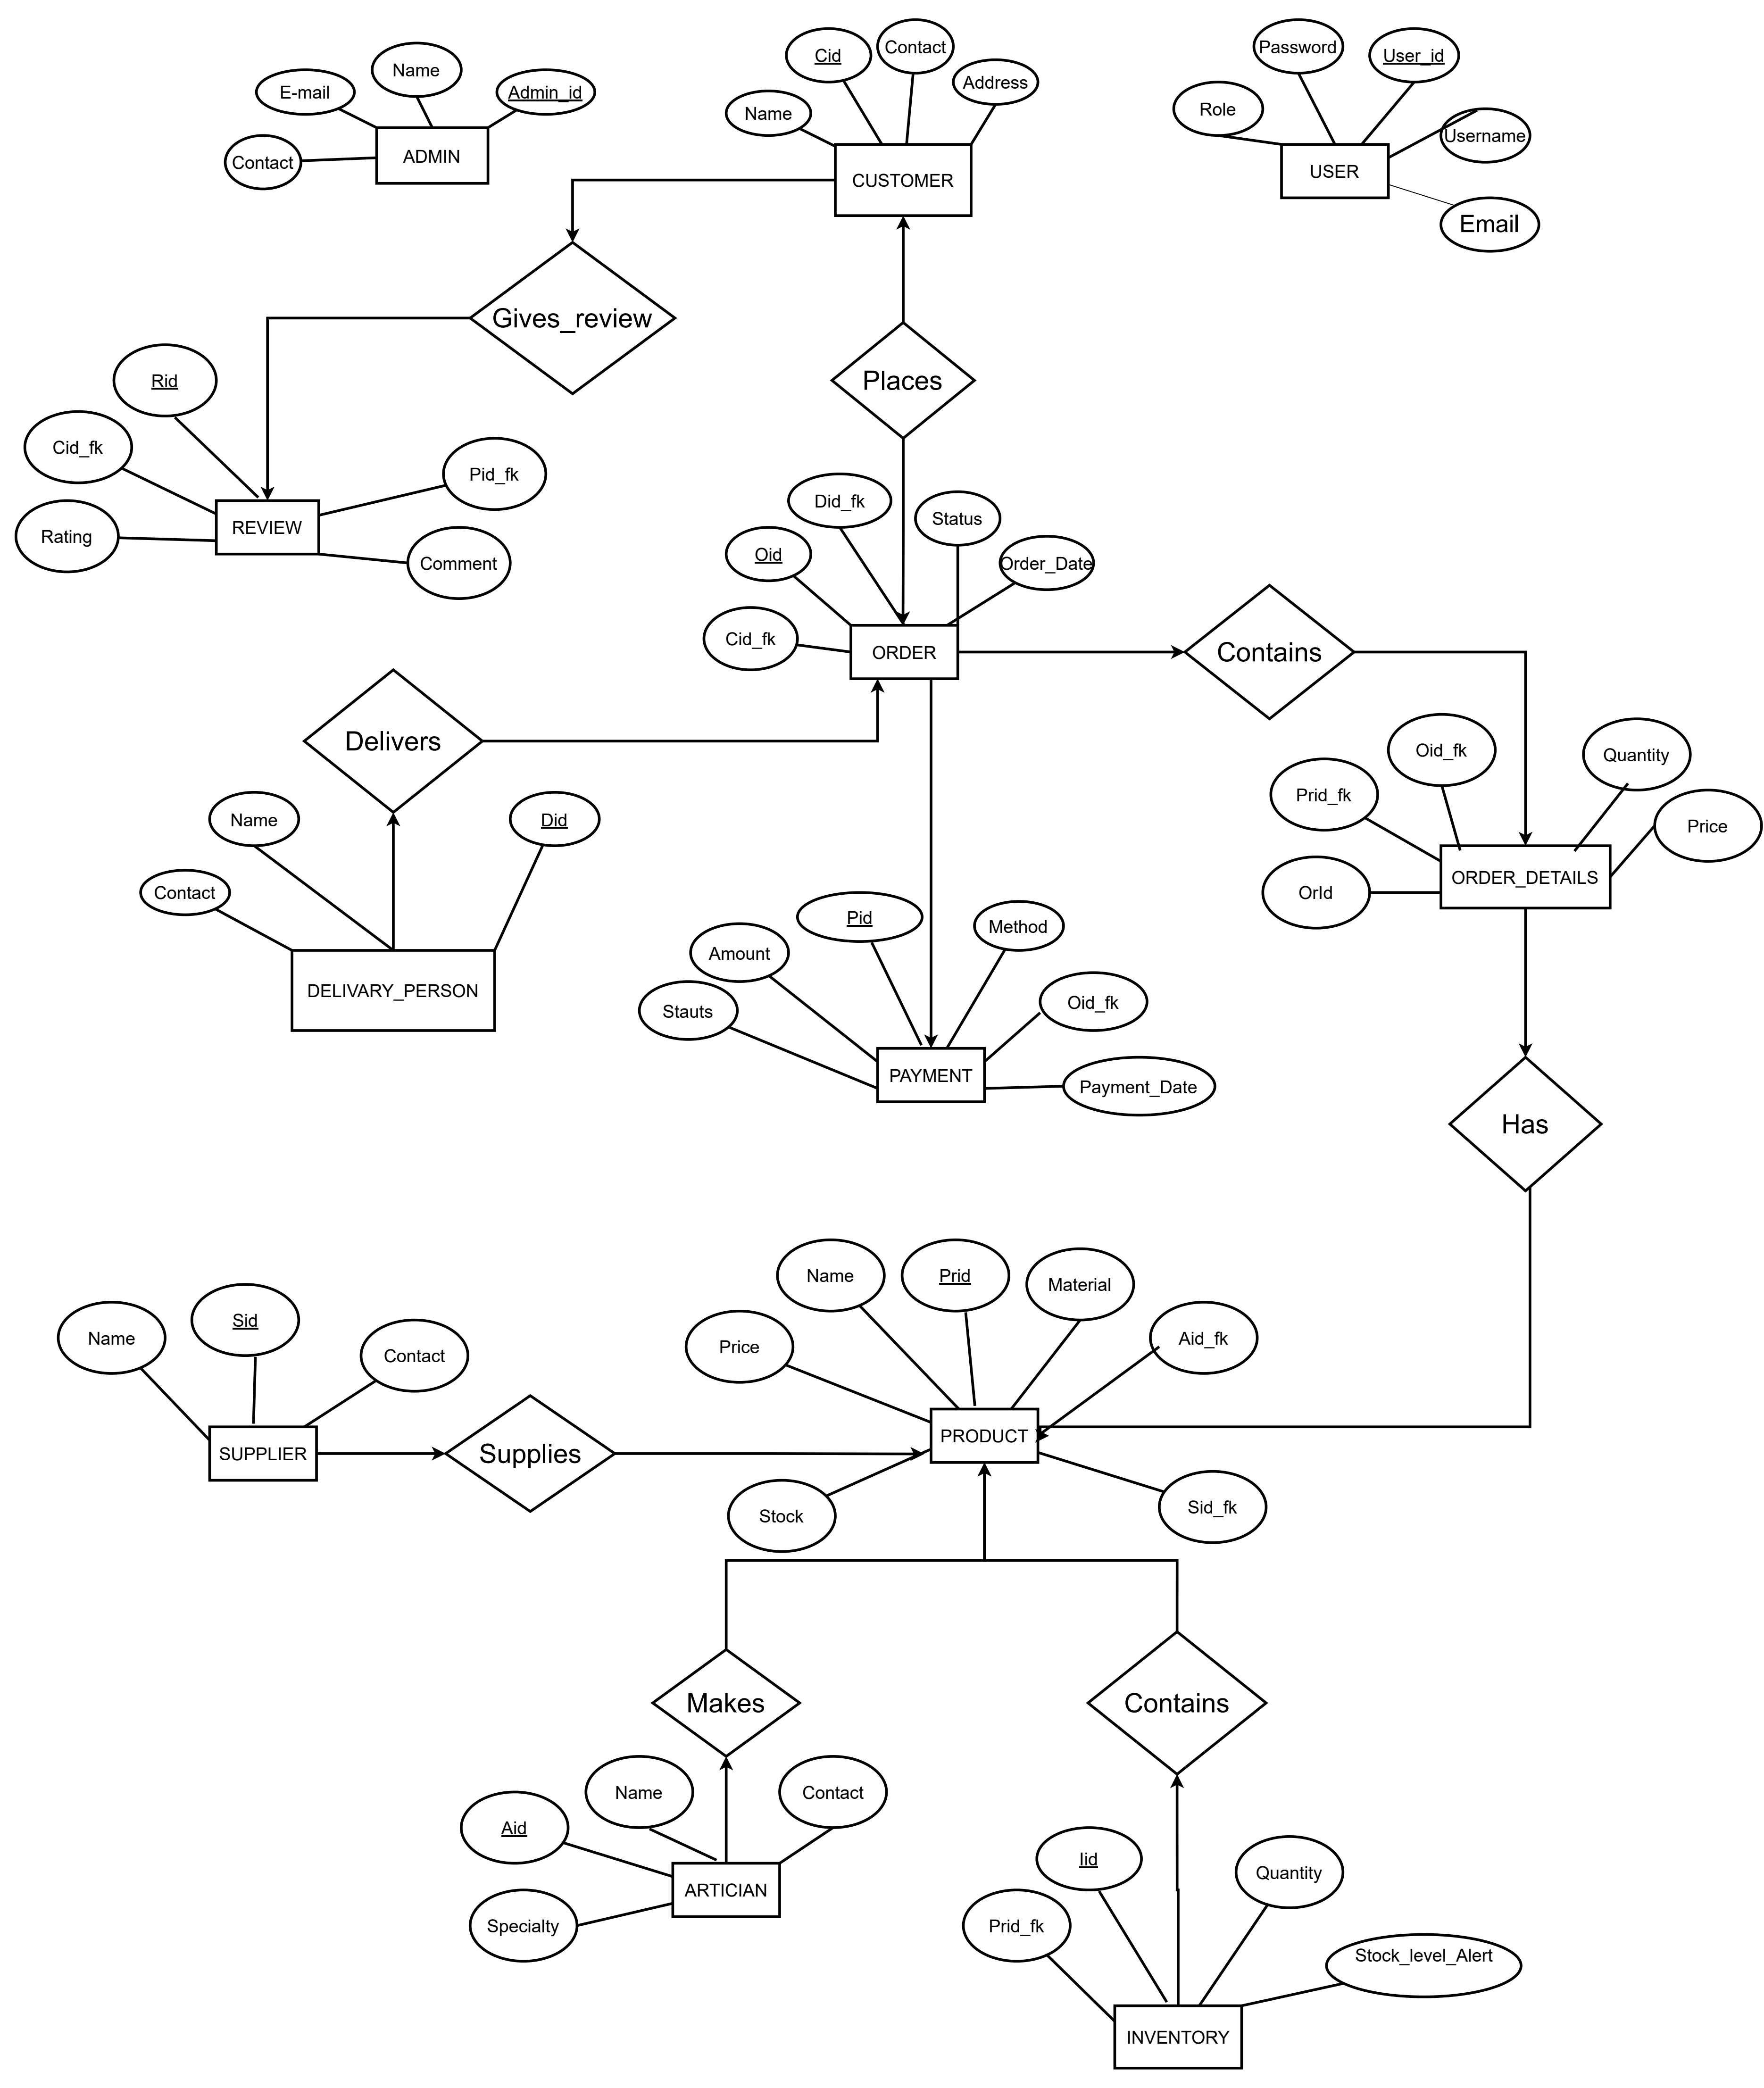 Name
E-mail
Admin_id
Contact
ADMIN
Cid
Contact
Address
Name
CUSTOMER
Password
User_id
Role
Username
USER
Email
Gives_review
Places
Rid
Cid_fk
Pid_fk
Rating
REVIEW
Comment
Did_fk
Status
Oid
Order_Date
Cid_fk
ORDER
Contains
Delivers
Oid_fk
Quantity
Prid_fk
Price
OrId
ORDER_DETAILS
Name
Did
Contact
DELIVARY_PERSON
Pid
Method
Amount
Stauts
Oid_fk
PAYMENT
Payment_Date
Has
Name
Prid
Material
Price
Aid_fk
PRODUCT
Stock
Sid_fk
Sid
Name
Contact
SUPPLIER
Supplies
Makes
Contains
Name
Contact
Aid
Specialty
ARTICIAN
Iid
Quantity
Prid_fk
Stock_level_Alert
INVENTORY